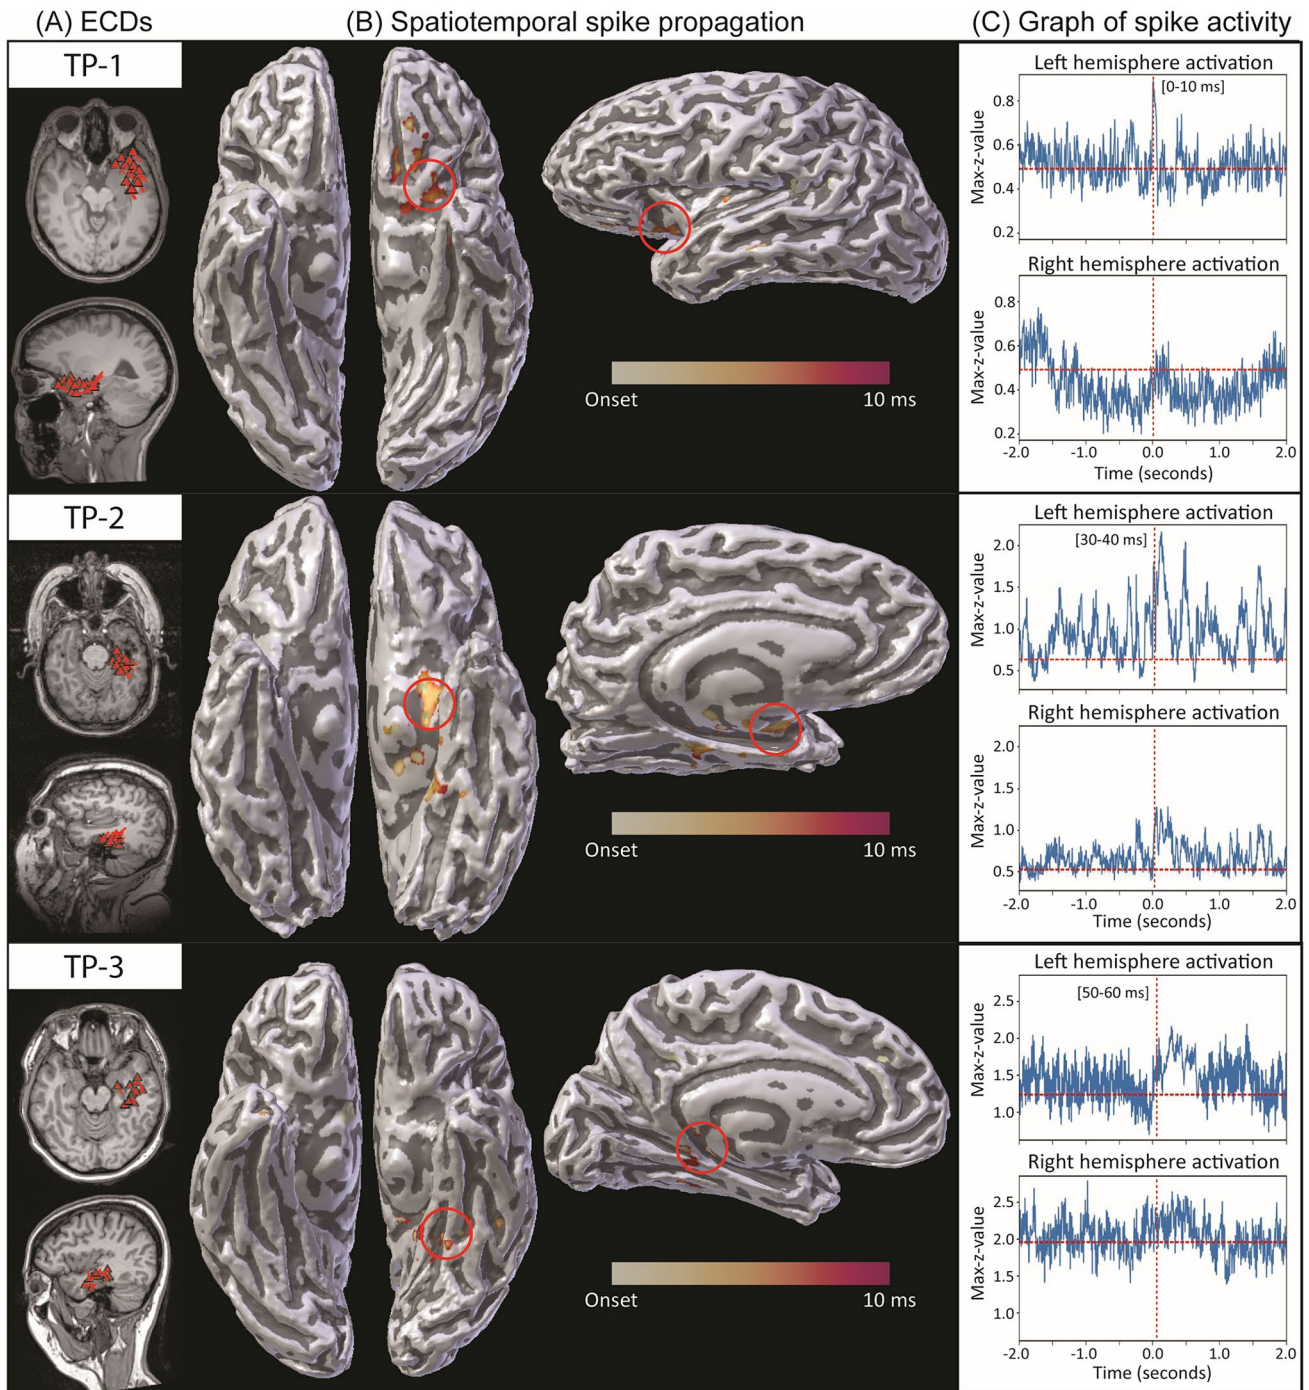 (A) ECDs (B) Spatiotemporal spike propagation (C) Graph of spike activity
TP-1
Onset 10 ms
Left hemisphere activation
[0-10 ms]
Max-z-value
0.8
0.6
0.4
0.2
Right hemisphere activation
Max-z-value
0.8
0.6
0.4
0.2
-2.0 -1.0 0.0 1.0 2.0
Time (seconds)
TP-2
Onset 10 ms
Left hemisphere activation
[30-40 ms]
Max-z-value
2.0
1.5
1.0
0.5
Right hemisphere activation
Max-z-value
2.0
1.5
1.0
0.5
-2.0 -1.0 0.0 1.0 2.0
Time (seconds)
TP-3
Onset 10 ms
Left hemisphere activation
[50-60 ms]
Max-z-value
2.5
2.0
1.5
1.0
Right hemisphere activation
Max-z-value
2.5
2.0
1.5
1.0
-2.0 -1.0 0.0 1.0 2.0
Time (seconds)